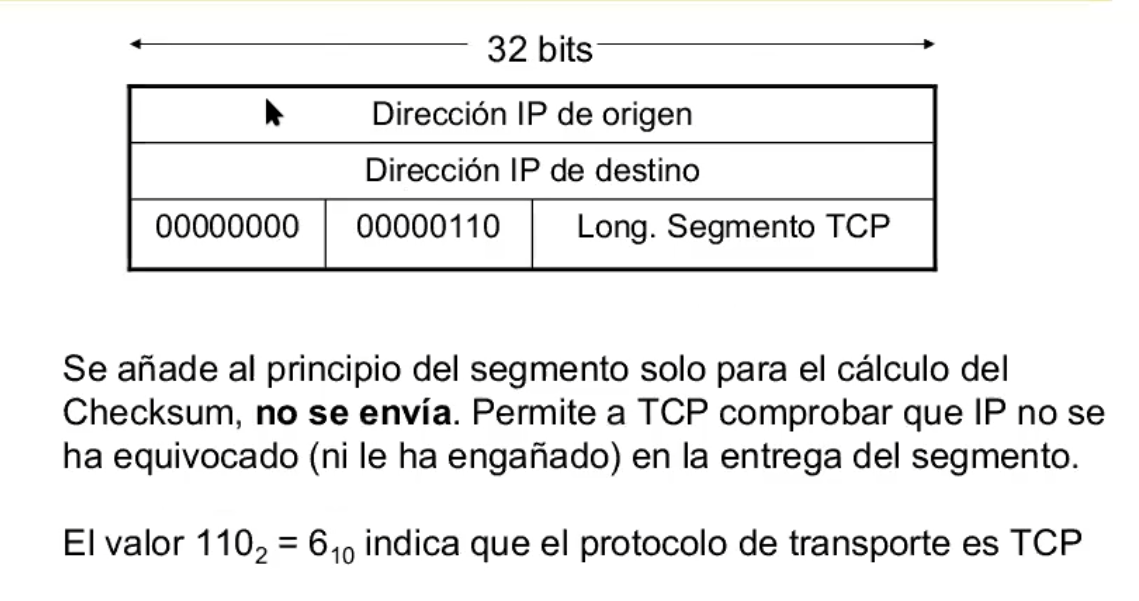 32 bits
Dirección IP de origen
Dirección IP de destino
00000000 00000110 Long. Segmento TCP
Se añade al principio del segmento solo para el cálculo del
Checksum, no se envía. Permite a TCP comprobar que IP no se
ha equivocado (ni le ha engañado) en la entrega del segmento.
El valor 110₂ = 6₁₀ indica que el protocolo de transporte es TCP